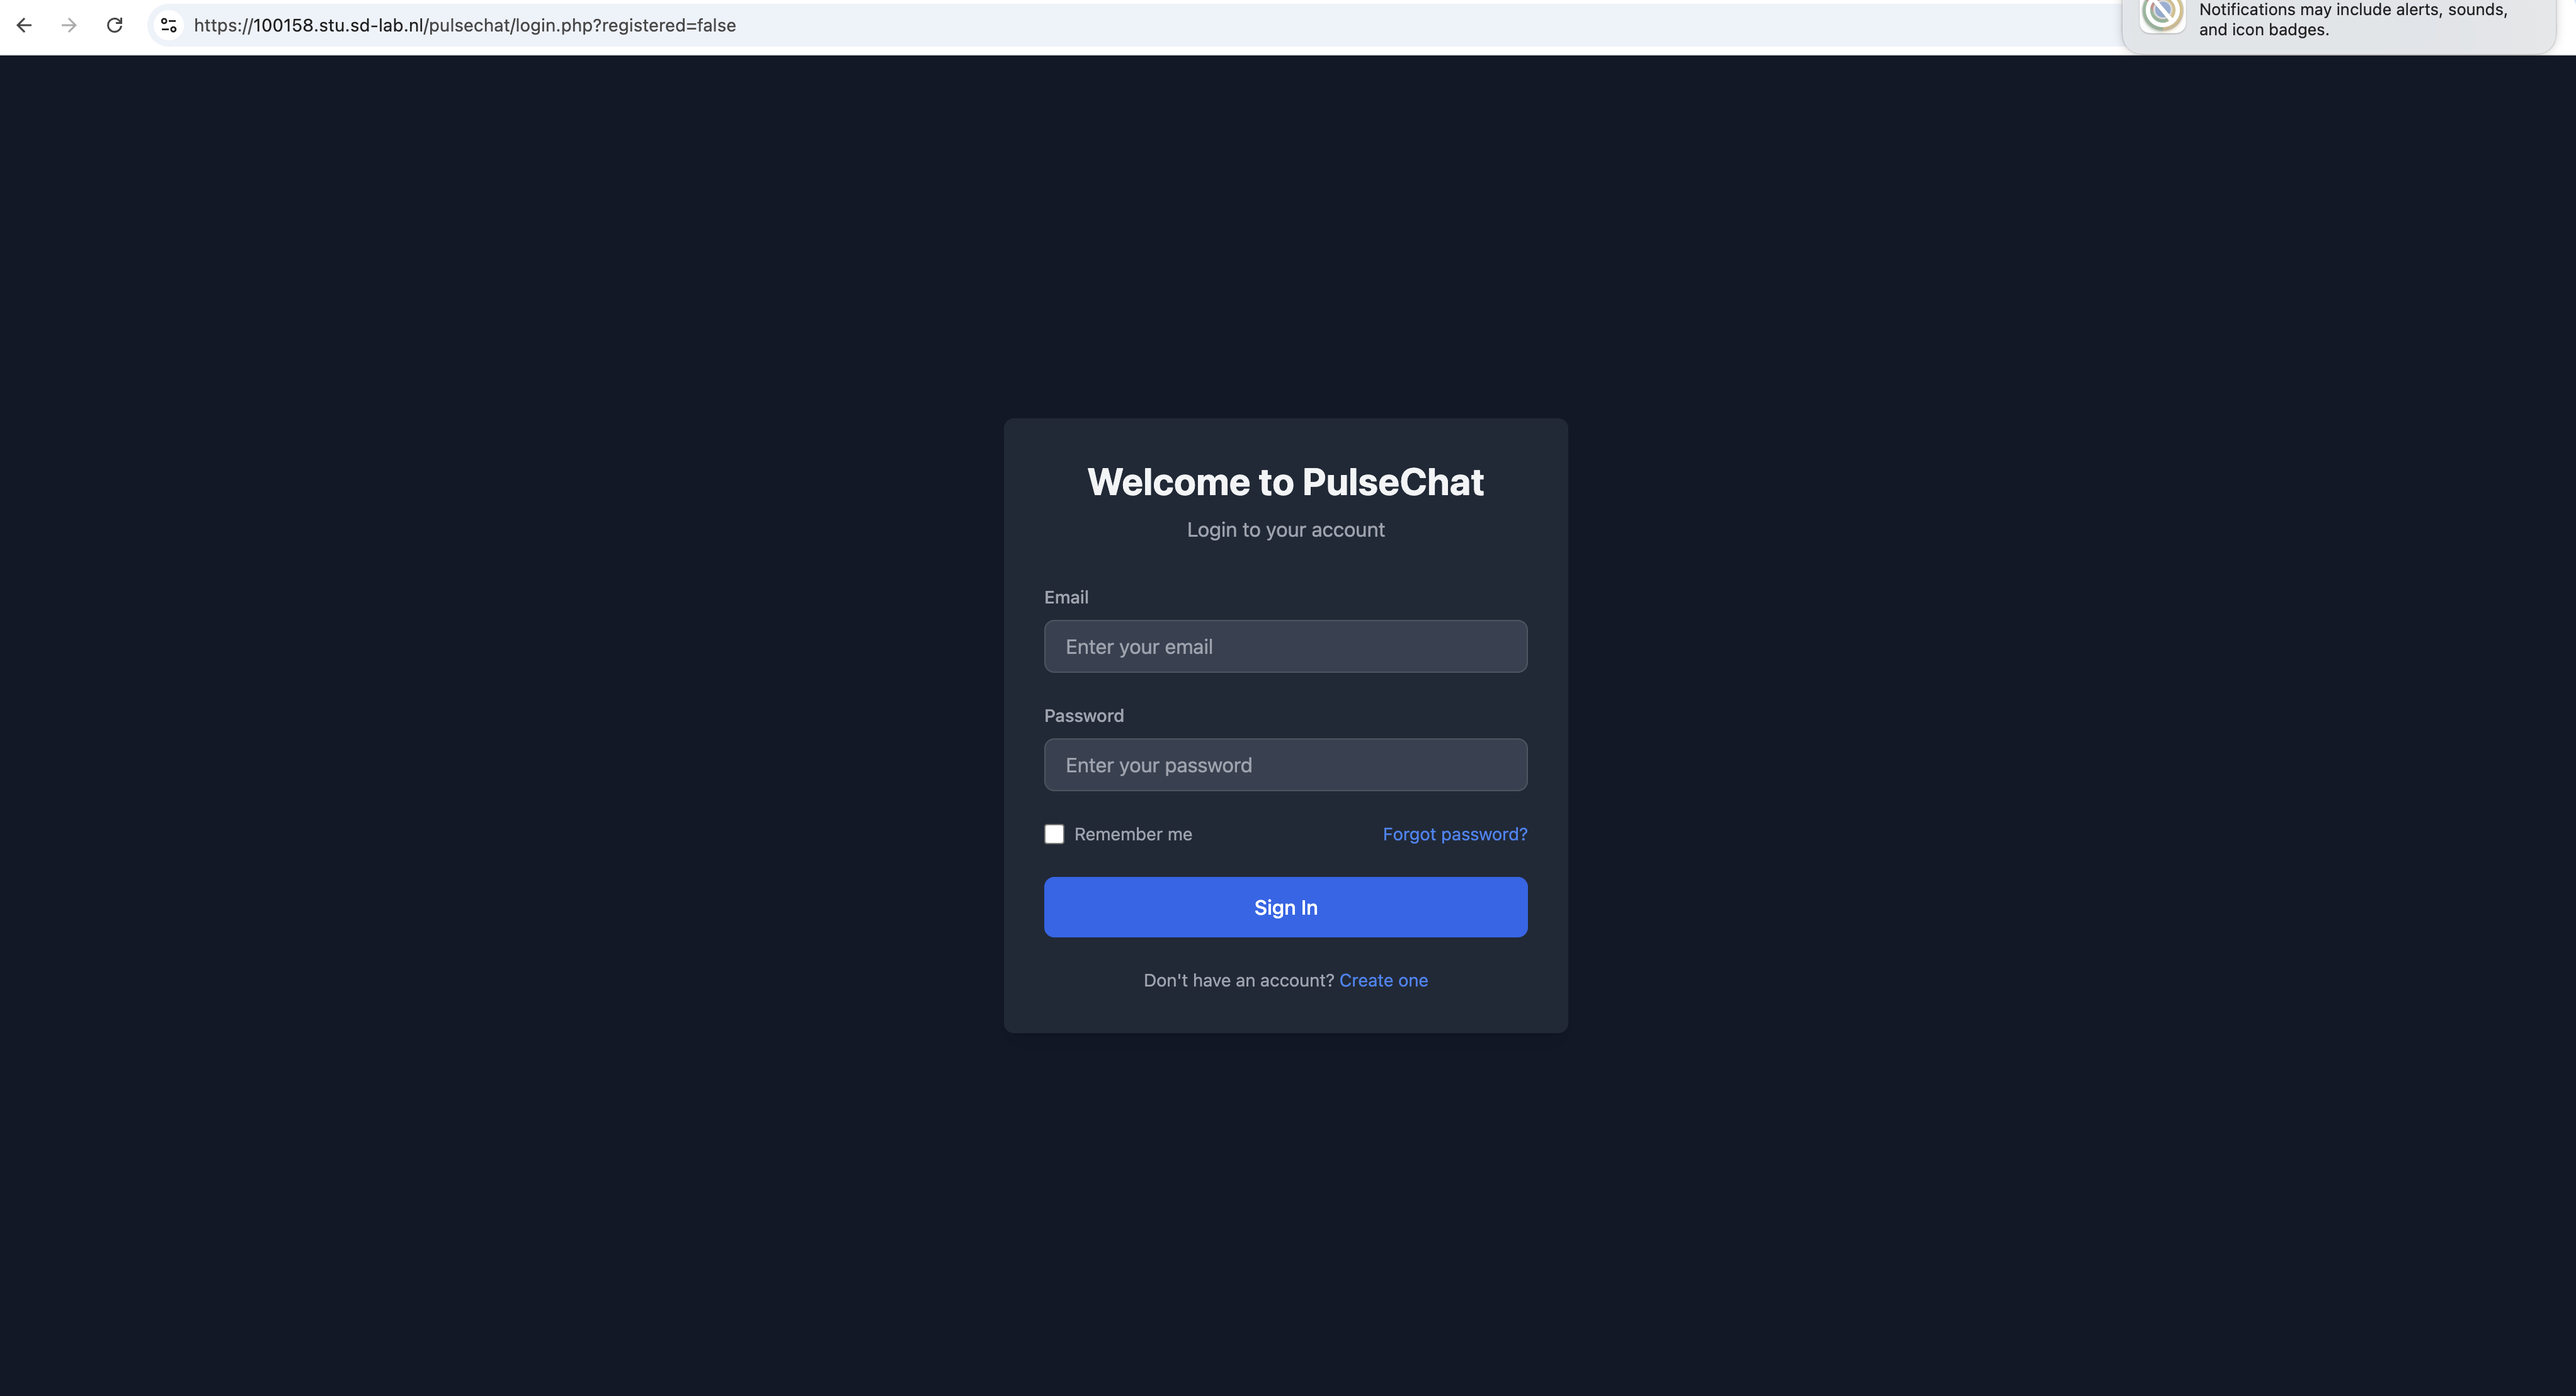 https://100158.stu.sd-lab.nl/pulsechat/login.php?registered=false
Notifications may include alerts, sounds,
and icon badges.
Welcome to PulseChat
Login to your account
Email
Enter your email
Password
Enter your password
Remember me
Forgot password?
Sign In
Don't have an account? Create one